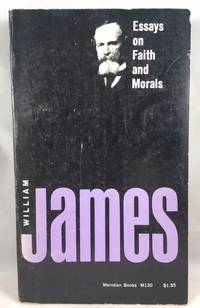 Essays
on
Faith
and
Morals
WILLIAM
James
Meridian Books M130 $1.55